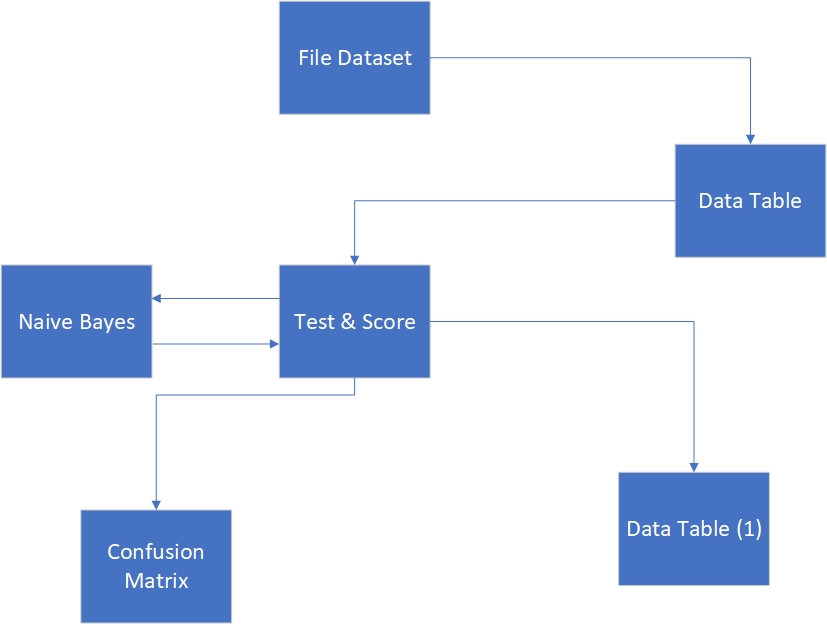 File Dataset
Data Table
Naive Bayes
Test & Score
Data Table (1)
Confusion
Matrix